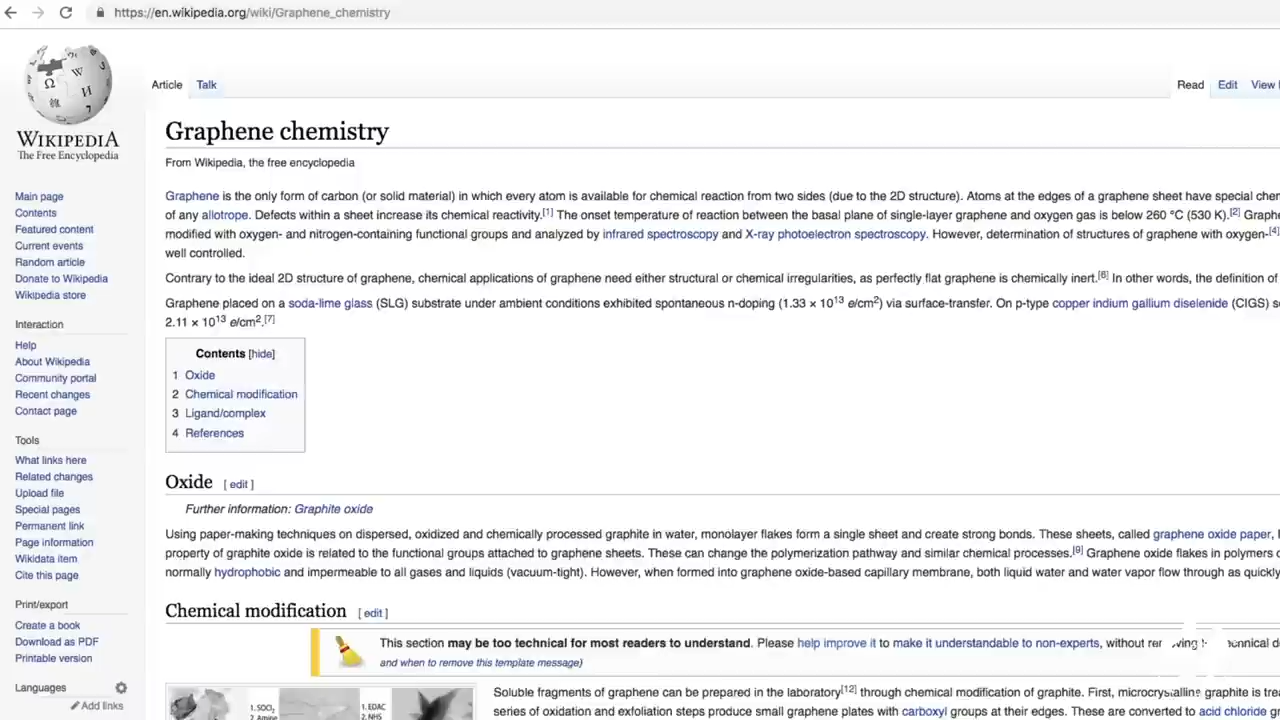 https://en.wikipedia.org/wiki/Graphene_chemistry
WIKIPEDIA
The Free Encyclopedia
Main page
Contents
Featured content
Current events
Random article
Donate to Wikipedia
Wikipedia store
Interaction
Help
About Wikipedia
Community portal
Recent changes
Contact page
Tools
What links here
Related changes
Upload file
Special pages
Permanent link
Page information
Wikidata item
Cite this page
Print/export
Create a book
Download as PDF
Printable version
Languages
Add links
Article Talk Read Edit View
Graphene chemistry
From Wikipedia, the free encyclopedia
Graphene is the only form of carbon (or solid material) in which every atom is available for chemical reaction from two sides (due to the 2D structure). Atoms at the edges of a graphene sheet have special
of any allotrope. Defects within a sheet increase its chemical reactivity.[1] The onset temperature of reaction between the basal plane of single-layer graphene and oxygen gas is below 260 °C (530 K).[2]
modified with oxygen- and nitrogen-containing functional groups and analyzed by infrared spectroscopy and X-ray photoelectron spectroscopy. However, determination of structures of graphene with oxygen-[4]
well controlled.
Contrary to the ideal 2D structure of graphene, chemical applications of graphene need either structural or chemical irregularities, as perfectly flat graphene is chemically inert.[6] In other words, the definition of
Graphene placed on a soda-lime glass (SLG) substrate under ambient conditions exhibited spontaneous n-doping (1.33 × 10¹³ e/cm²) via surface-transfer. On p-type copper indium gallium diselenide (CIGS)
2.11 × 10¹³ e/cm².[7]
Contents [hide]
1 Oxide
2 Chemical modification
3 Ligand/complex
4 References
Oxide [ edit ]
Further information: Graphite oxide
Using paper-making techniques on dispersed, oxidized and chemically processed graphite in water, monolayer flakes form a single sheet and create strong bonds. These sheets, called graphene oxide paper,
property of graphite oxide is related to the functional groups attached to graphene sheets. These can change the polymerization pathway and similar chemical processes.[9] Graphene oxide flakes in polymers
normally hydrophobic and impermeable to all gases and liquids (vacuum-tight). However, when formed into graphene oxide-based capillary membrane, both liquid water and water vapor flow through as quickly
Chemical modification [ edit ]
This section may be too technical for most readers to understand. Please help improve it to make it understandable to non-experts, without
and when to remove this template message)
1. SOCl₂
2. Amine
1. EDAC
2. NHS
Soluble fragments of graphene can be prepared in the laboratory[12] through chemical modification of graphite. First, microcrystalline graphite is
series of oxidation and exfoliation steps produce small graphene plates with carboxyl groups at their edges. These are converted to acid chloride